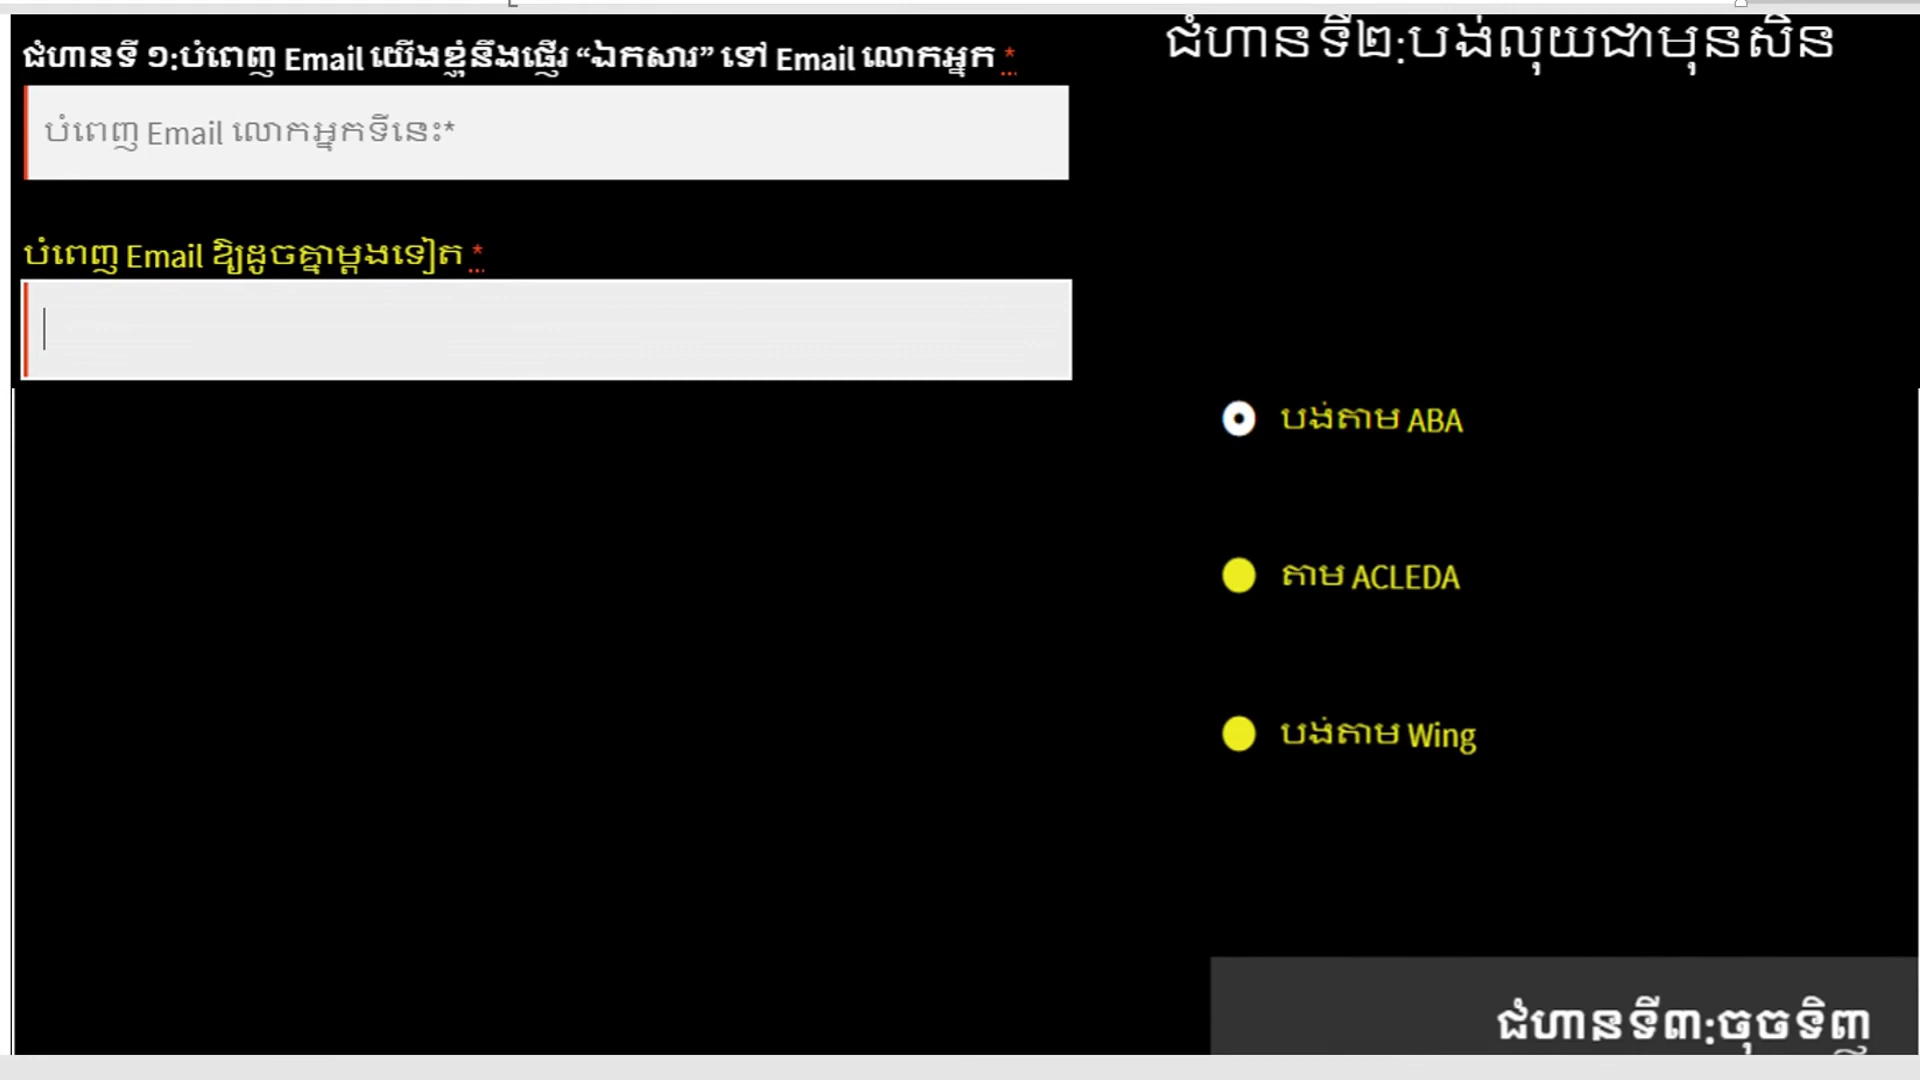 ជំហានទី ១:បំពេញ Email យើងខ្ញុំនឹងផ្ញើរ “ឯកសារ” ទៅ Email លោកអ្នក *
បំពេញ Email លោកអ្នកទីនេះ*
បំពេញ Email ឱ្យដូចគ្នាម្តងទៀត *
ជំហានទី២:បង់លុយជាមុនសិន
បង់តាម ABA
តាម ACLEDA
បង់តាម Wing
ជំហានទី៣:ចុចទិញ